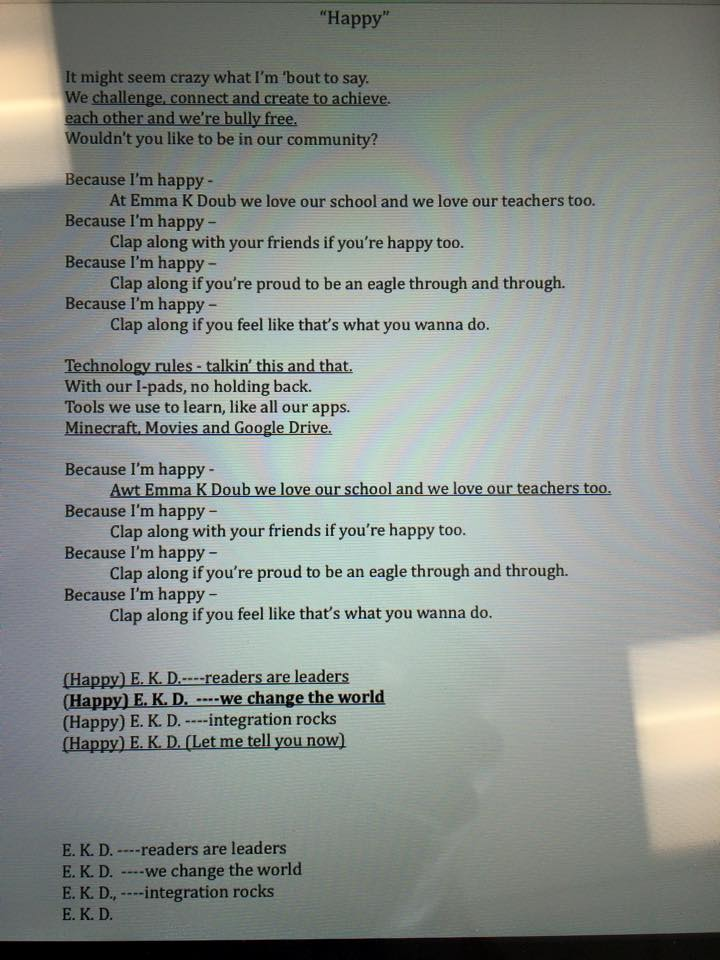 “Happy”
It might seem crazy what I’m ‘bout to say.
We challenge, connect and create to achieve.
each other and we’re bully free.
Wouldn’t you like to be in our community?
Because I’m happy -
At Emma K Doub we love our school and we love our teachers too.
Because I’m happy –
Clap along with your friends if you’re happy too.
Because I’m happy –
Clap along if you’re proud to be an eagle through and through.
Because I’m happy –
Clap along if you feel like that’s what you wanna do.
Technology rules - talkin’ this and that.
With our I-pads, no holding back.
Tools we use to learn, like all our apps.
Minecraft, Movies and Google Drive.
Because I’m happy -
Awt Emma K Doub we love our school and we love our teachers too.
Because I’m happy –
Clap along with your friends if you’re happy too.
Because I’m happy –
Clap along if you’re proud to be an eagle through and through.
Because I’m happy –
Clap along if you feel like that’s what you wanna do.
(Happy) E. K. D.----readers are leaders
(Happy) E. K. D. ----we change the world
(Happy) E. K. D. ----integration rocks
(Happy) E. K. D. (Let me tell you now)
E. K. D. ----readers are leaders
E. K. D. ----we change the world
E. K. D., ----integration rocks
E. K. D.